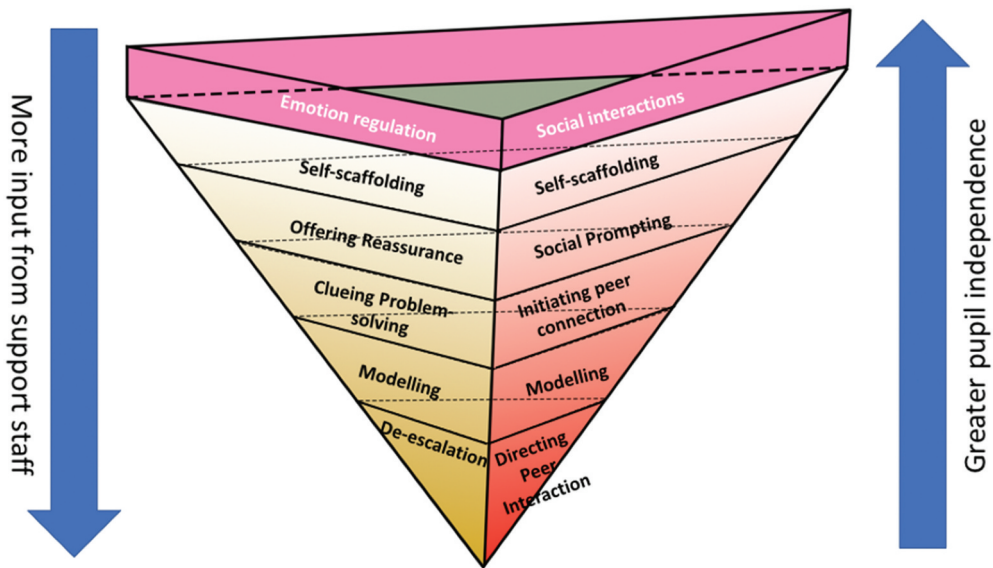 More input from support staff
Emotion regulation
Self-scaffolding
Offering Reassurance
Clueing Problem-
solving
Modelling
De-escalation
Social interactions
Self-scaffolding
Social Prompting
Initiating peer
connection
Modelling
Directing
Peer
Interaction
Greater pupil independence